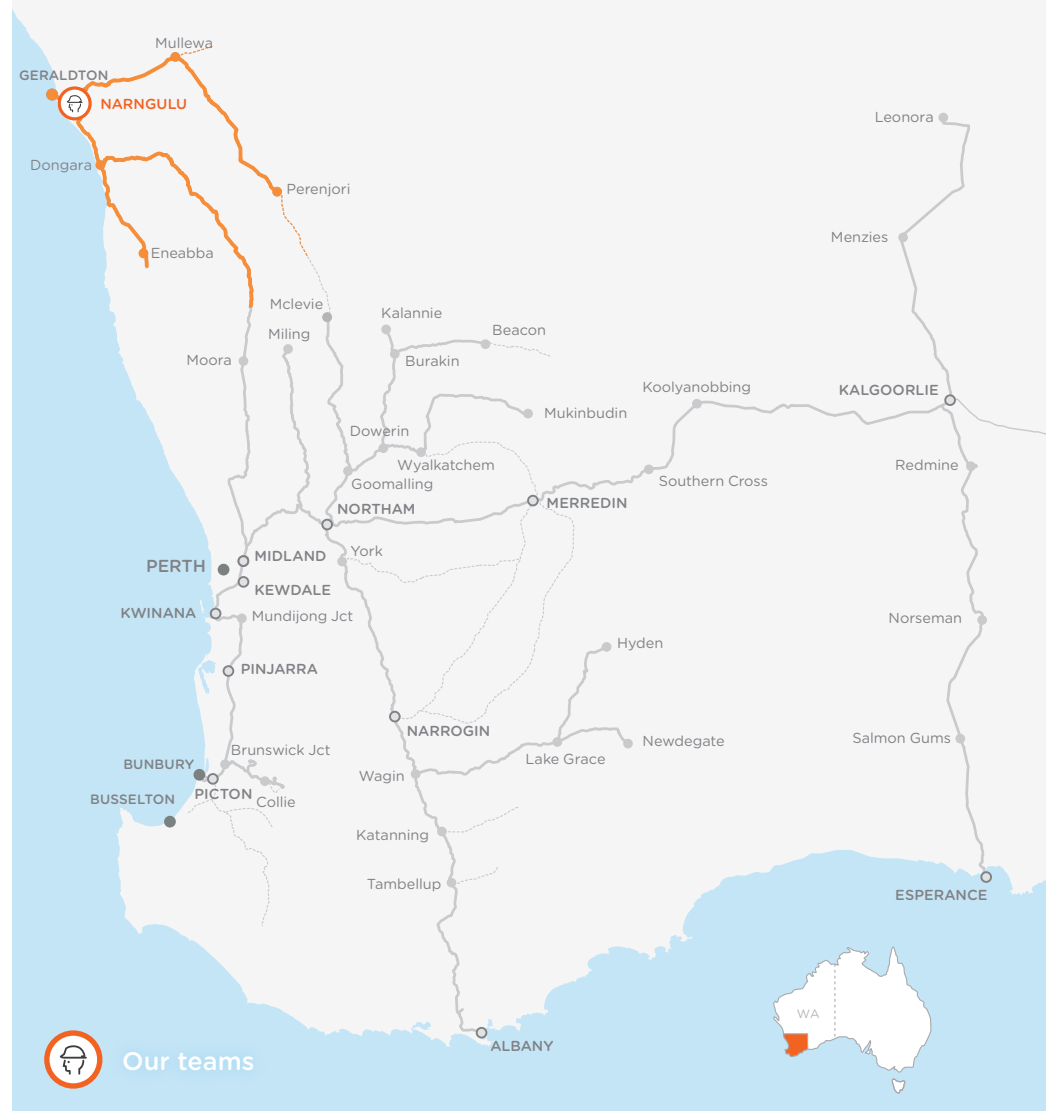 Mullewa
GERALDTON
NARNGULU
Leonora
Dongara
Perenjori
Menzies
Eneabba
Mclevie
Kalannie
Beacon
Miling
Moora
Burakin
Koolyanobbing
KALGOORLIE
Mukinbudin
Dowerin
Wyalkatchem
Redmine
Goomalling
Southern Cross
NORTHAM
MERREDIN
York
MIDLAND
PERTH
KEWDALE
KWINANA
Mundijong Jct
Norseman
Hyden
PINJARRA
NARROGIN
Newdegate
Salmon Gums
Brunswick Jct
Lake Grace
BUNBURY
Wagin
PICTON
BUSSELTON
Collie
Katanning
Tambellup
ESPERANCE
WA
ALBANY
Our teams